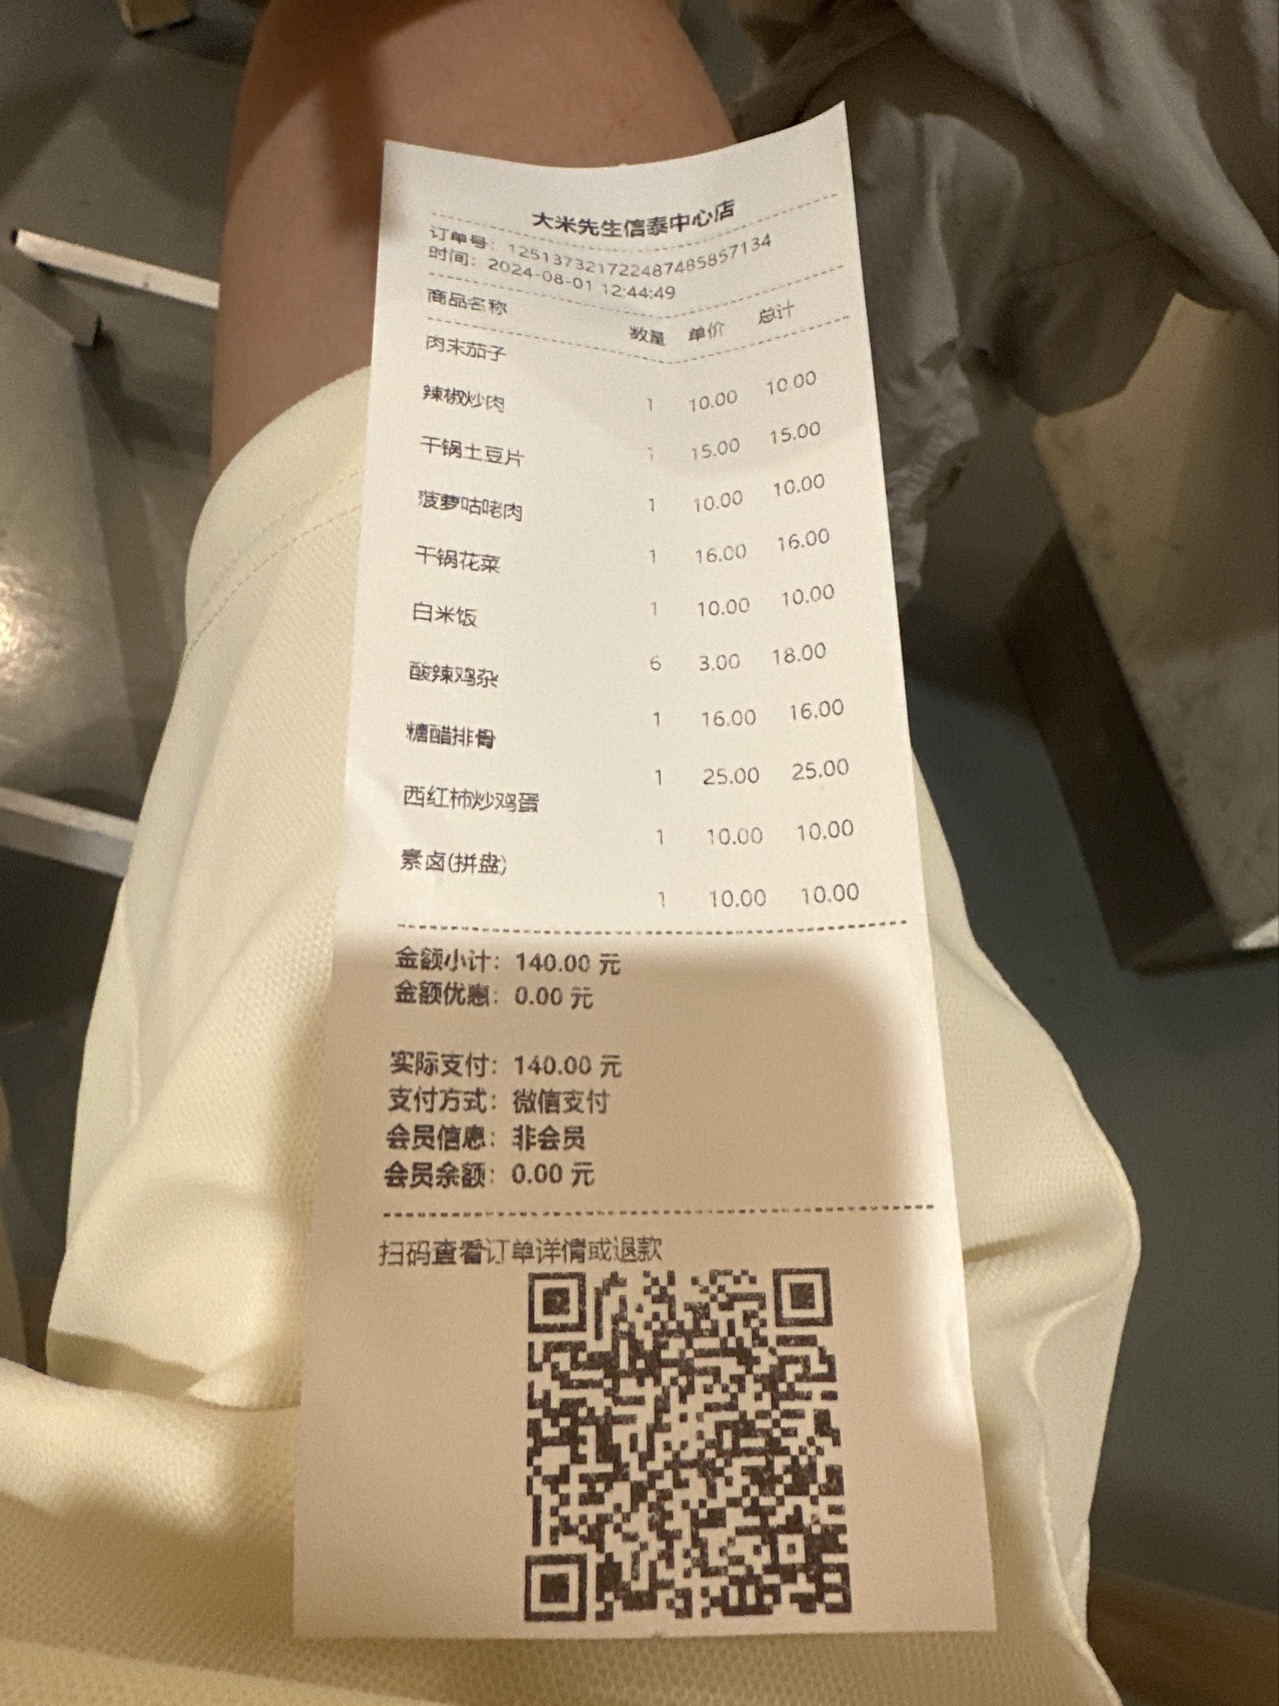 大米先生信泰中心店
订单号：1251373217224874858​57134
时间：2024-08-01 12:44:49
商品名称 数量 单价 总计
肉末茄子
1 10.00 10.00
辣椒炒肉
1 15.00 15.00
干锅土豆片
1 10.00 10.00
菠萝咕咾肉
1 16.00 16.00
干锅花菜
1 10.00 10.00
白米饭
6 3.00 18.00
酸辣鸡杂
1 16.00 16.00
糖醋排骨
1 25.00 25.00
西红柿炒鸡蛋
1 10.00 10.00
素卤(拼盘)
1 10.00 10.00
金额小计：140.00 元
金额优惠：0.00 元
实际支付：140.00 元
支付方式：微信支付
会员信息：非会员
会员余额：0.00 元
扫码查看订单详情或退款